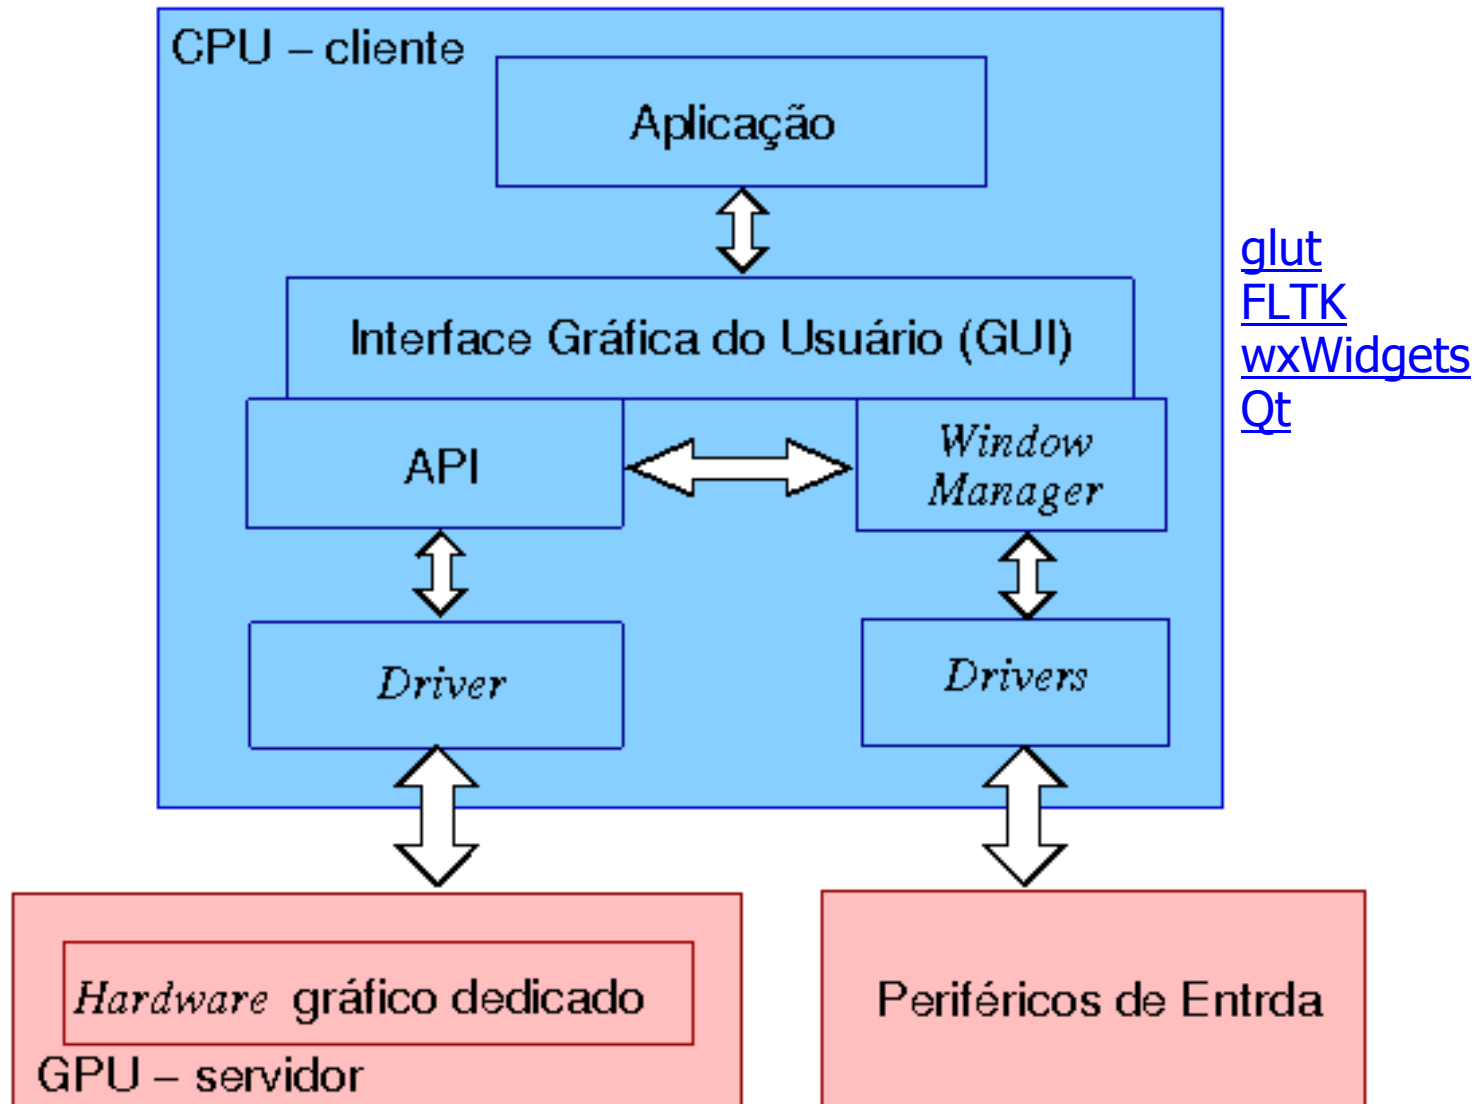 CPU – cliente
Aplicação
Interface Gráfica do Usuário (GUI)
glut
FLTK
wxWidgets
Qt
API
Window
Manager
Driver
Drivers
Hardware gráfico dedicado
GPU – servidor
Periféricos de Entrda